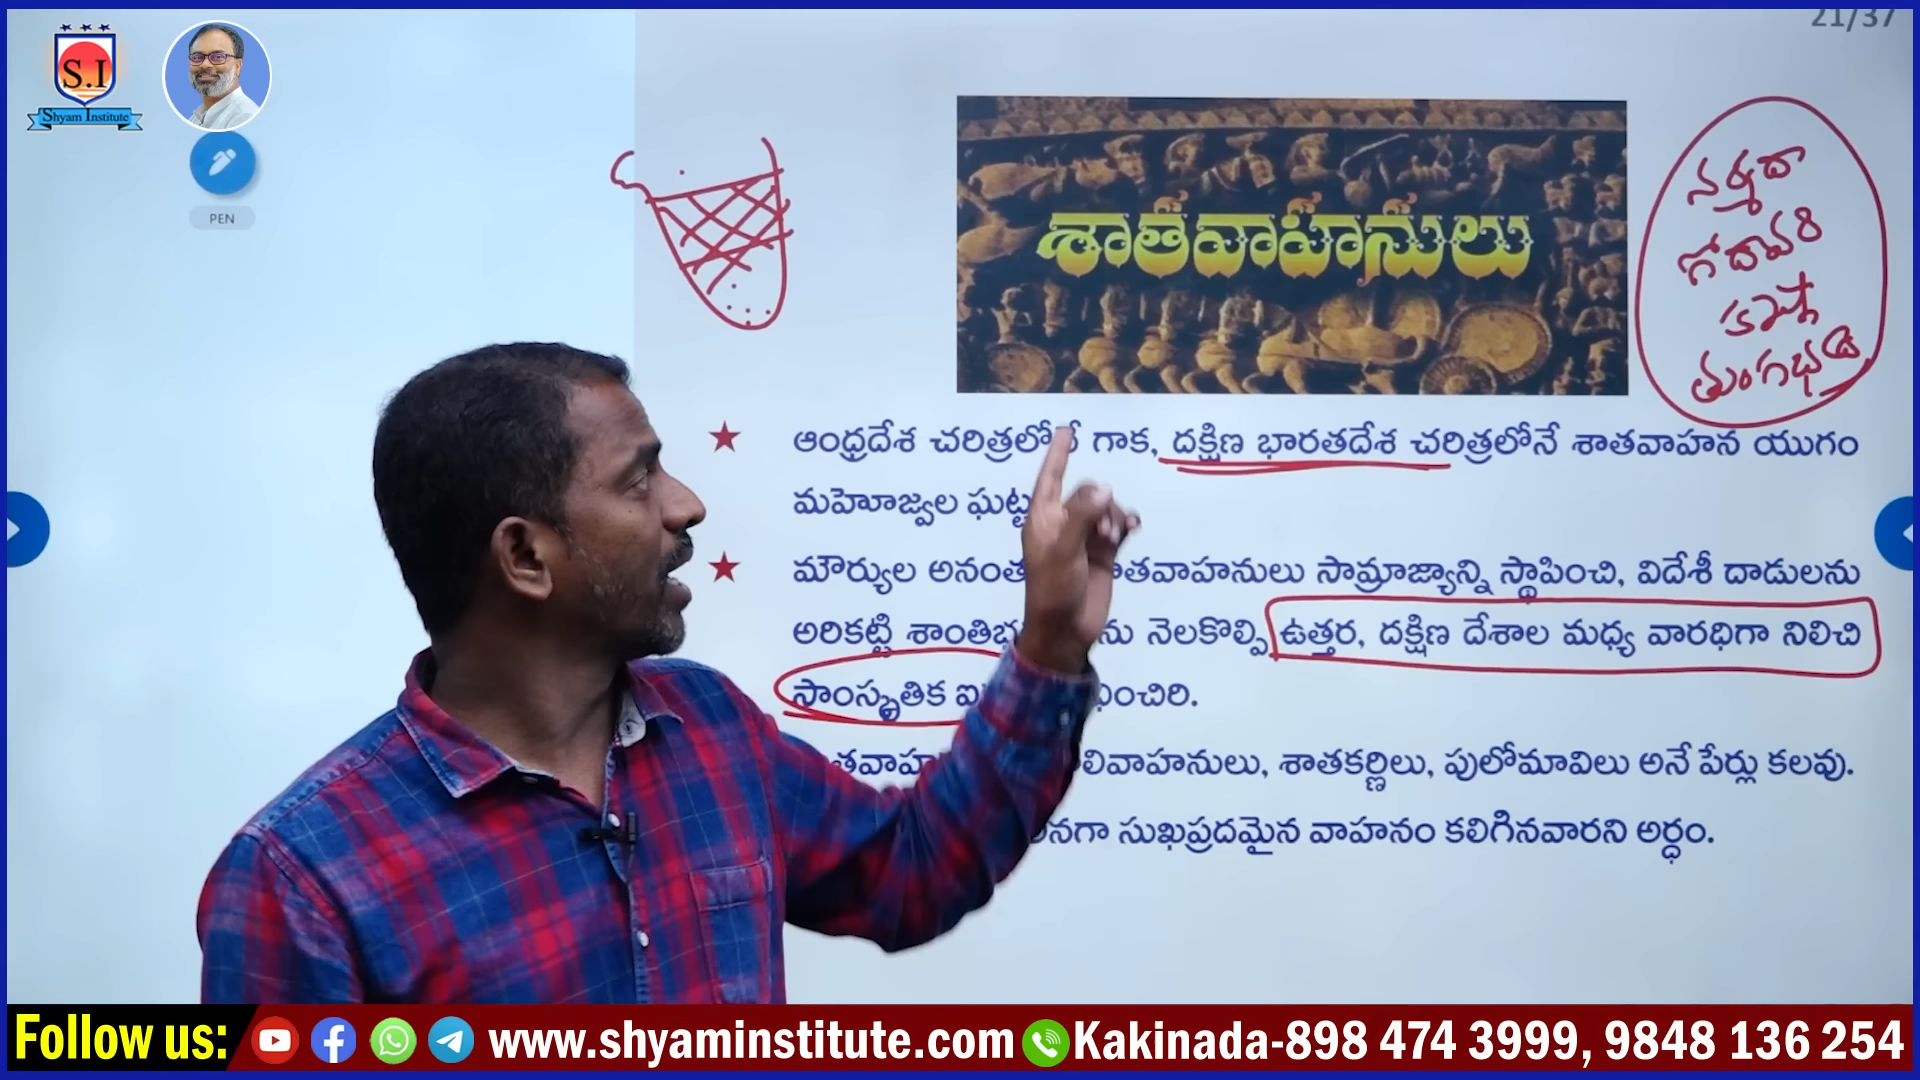 21/37
S.I
Shyam Institute
PEN
శాతవాహనులు
నర్మదా
గోదావరి
కృష్ణా
తుంగభద్ర
★ ఆంధ్రదేశ చరిత్రలోనే గాక, దక్షిణ భారతదేశ చరిత్రలోనే శాతవాహన యుగం
మహోజ్వల ఘట్ట
★ మౌర్యుల అనంత శాతవాహనులు సామ్రాజ్యాన్ని స్థాపించి, విదేశీ దాడులను
అరికట్టి నెలకొల్పి ఉత్తర, దక్షిణ దేశాల మధ్య వారధిగా నిలిచి
సాంస్కృతిక
శాతకర్ణిలు, పులోమావిలు అనే పేర్లు కలవు.
సుఖప్రదమైన వాహనం కలిగినవారని అర్ధం.
Follow us: www.shyaminstitute.com Kakinada-898 474 3999, 9848 136 254